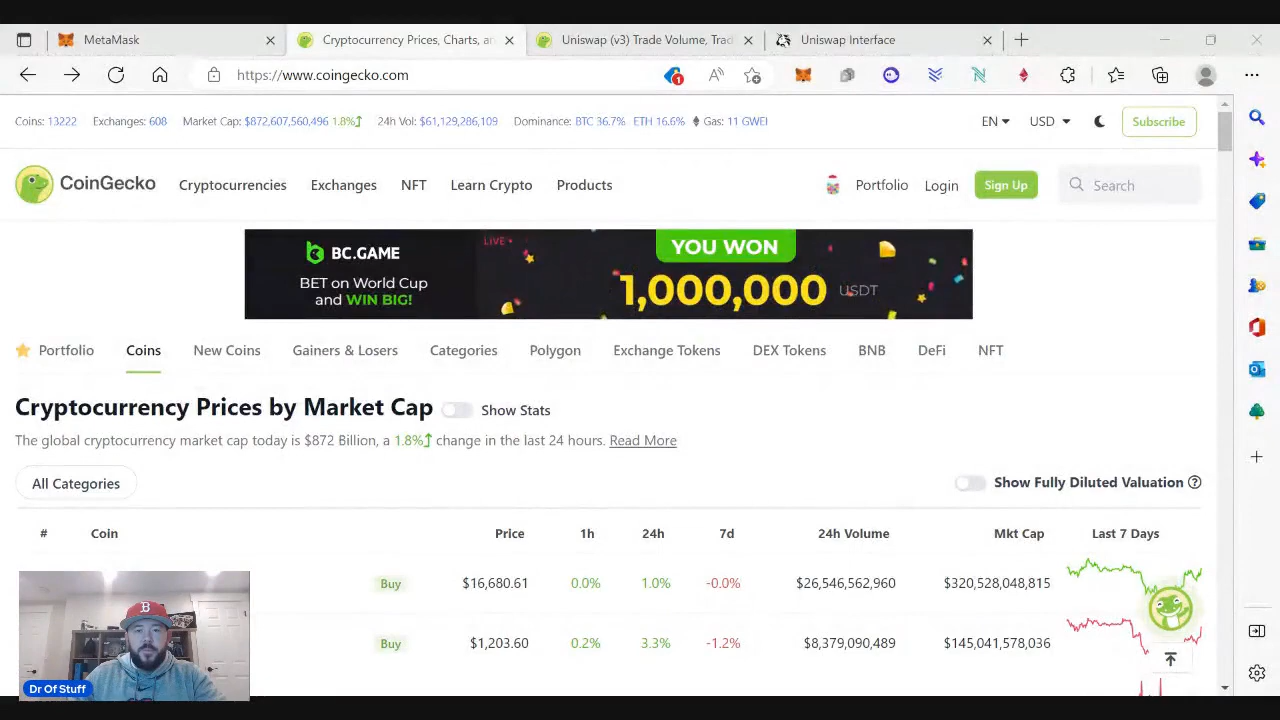 MetaMask
Cryptocurrency Prices, Charts, an
Uniswap (v3) Trade Volume, Trad
Uniswap Interface
https://www.coingecko.com
1
Coins: 13222 Exchanges: 608 Market Cap: $872,607,560,496 1.8% 24h Vol: $61,129,286,109 Dominance: BTC 36.7% ETH 16.6% Gas: 11 GWEI
EN USD Subscribe
CoinGecko Cryptocurrencies Exchanges NFT Learn Crypto Products Portfolio Login Sign Up Search
LIVE
BC.GAME
BET on World Cup
and WIN BIG!
YOU WON
1,000,000 USDT
Portfolio Coins New Coins Gainers & Losers Categories Polygon Exchange Tokens DEX Tokens BNB DeFi NFT
Cryptocurrency Prices by Market Cap Show Stats
The global cryptocurrency market cap today is $872 Billion, a 1.8% change in the last 24 hours. Read More
All Categories Show Fully Diluted Valuation
# Coin Price 1h 24h 7d 24h Volume Mkt Cap Last 7 Days
Buy $16,680.61 0.0% 1.0% -0.0% $26,546,562,960 $320,528,048,815
Buy $1,203.60 0.2% 3.3% -1.2% $8,379,090,489 $145,041,578,036
B
Dr Of Stuff